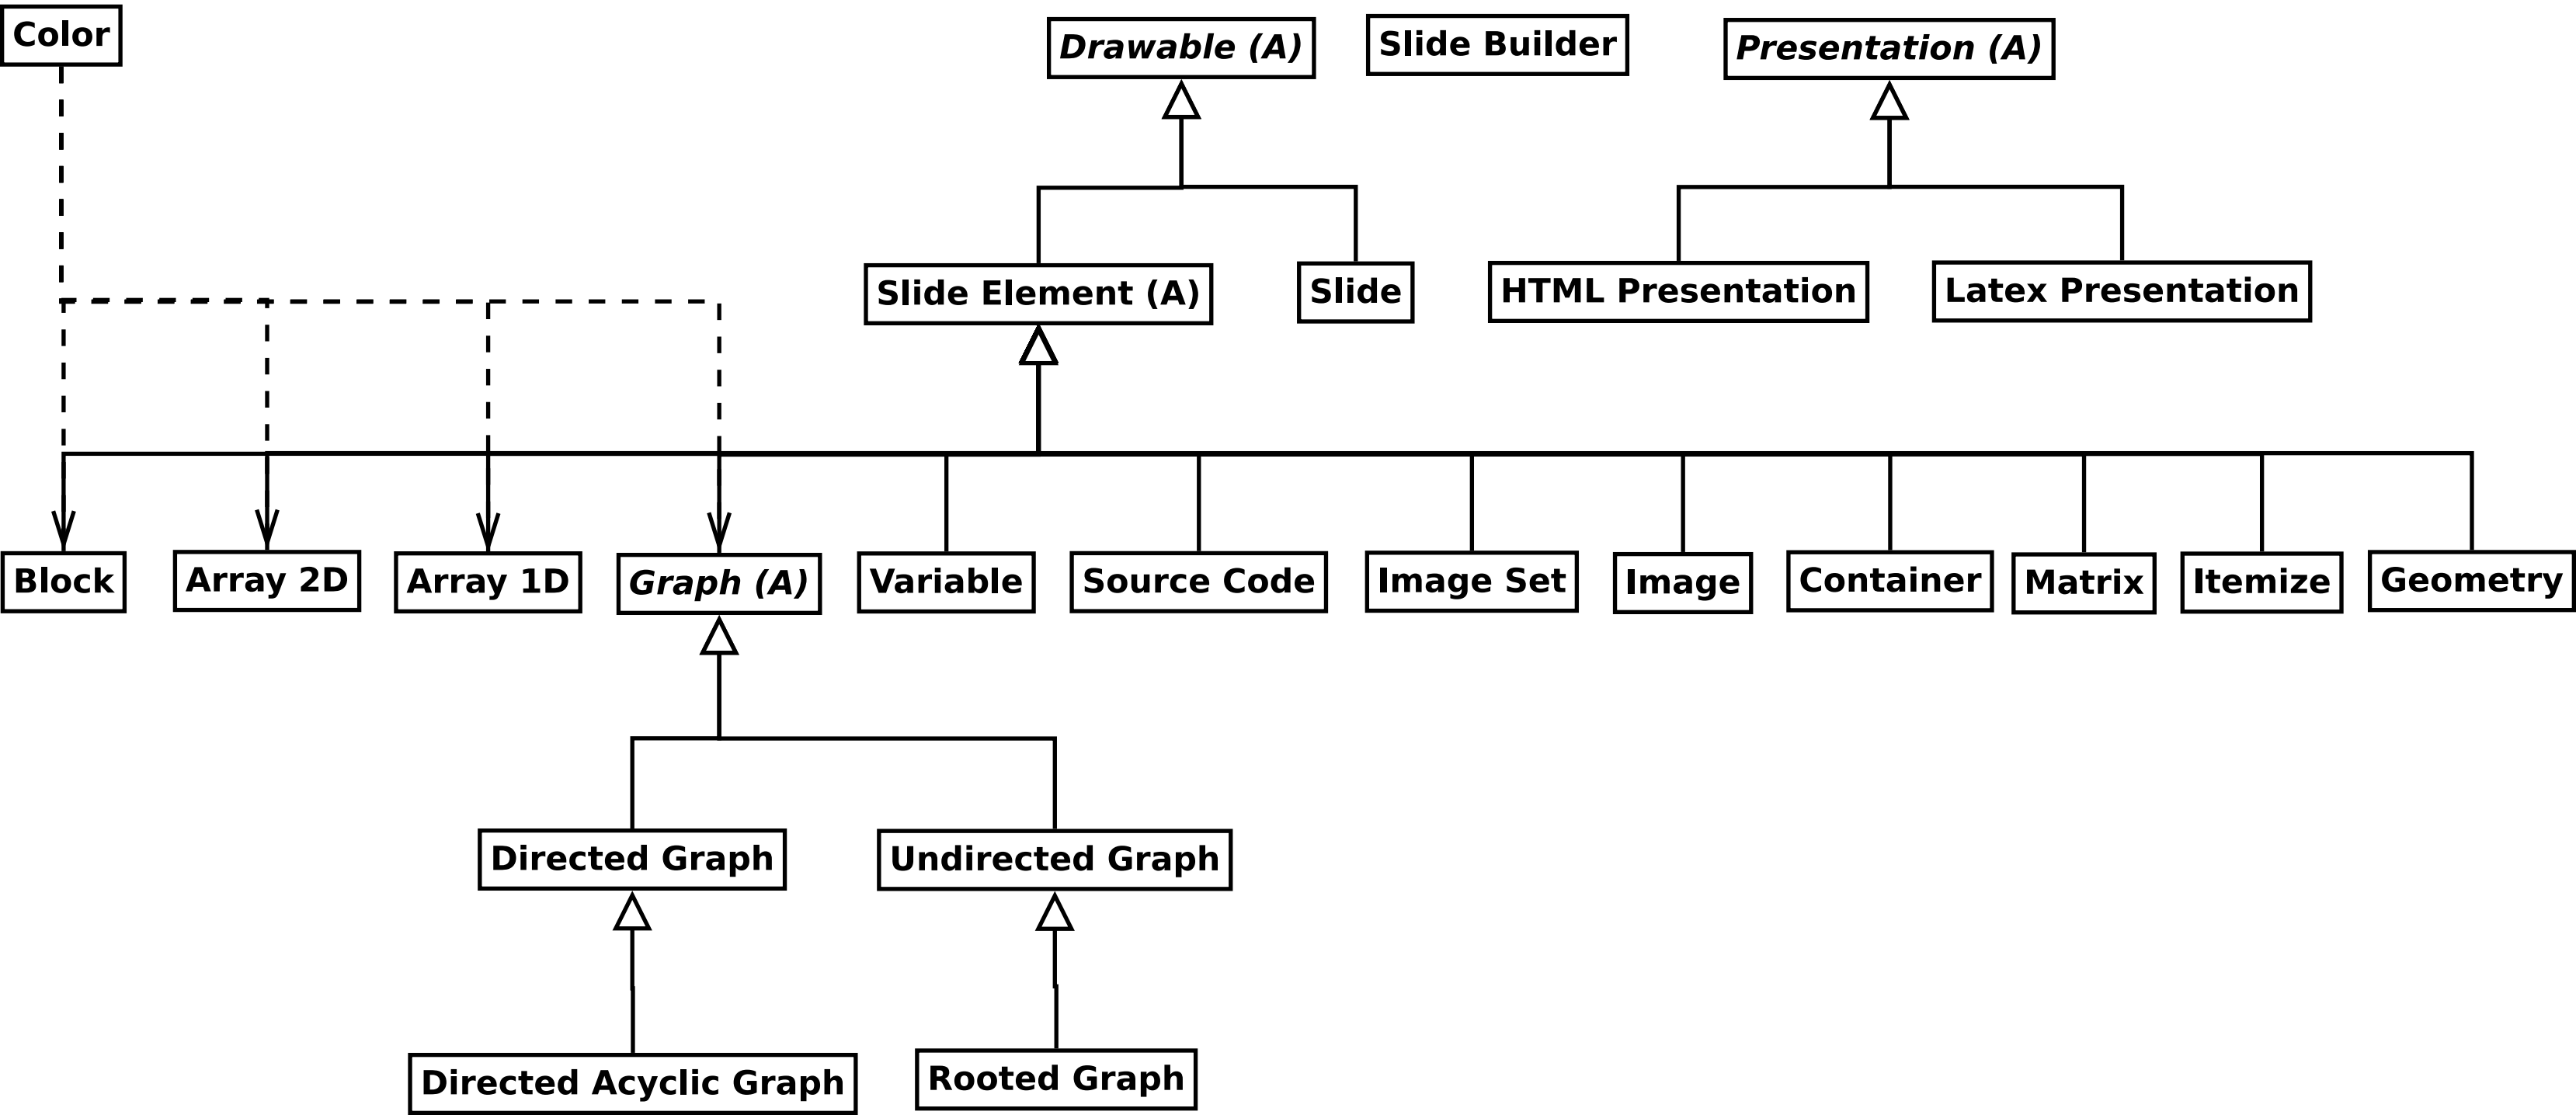 Color
Drawable (A)
Slide Builder
Presentation (A)
Slide Element (A)
Slide
HTML Presentation
Latex Presentation
Block
Array 2D
Array 1D
Graph (A)
Variable
Source Code
Image Set
Image
Container
Matrix
Itemize
Geometry
Directed Graph
Undirected Graph
Directed Acyclic Graph
Rooted Graph